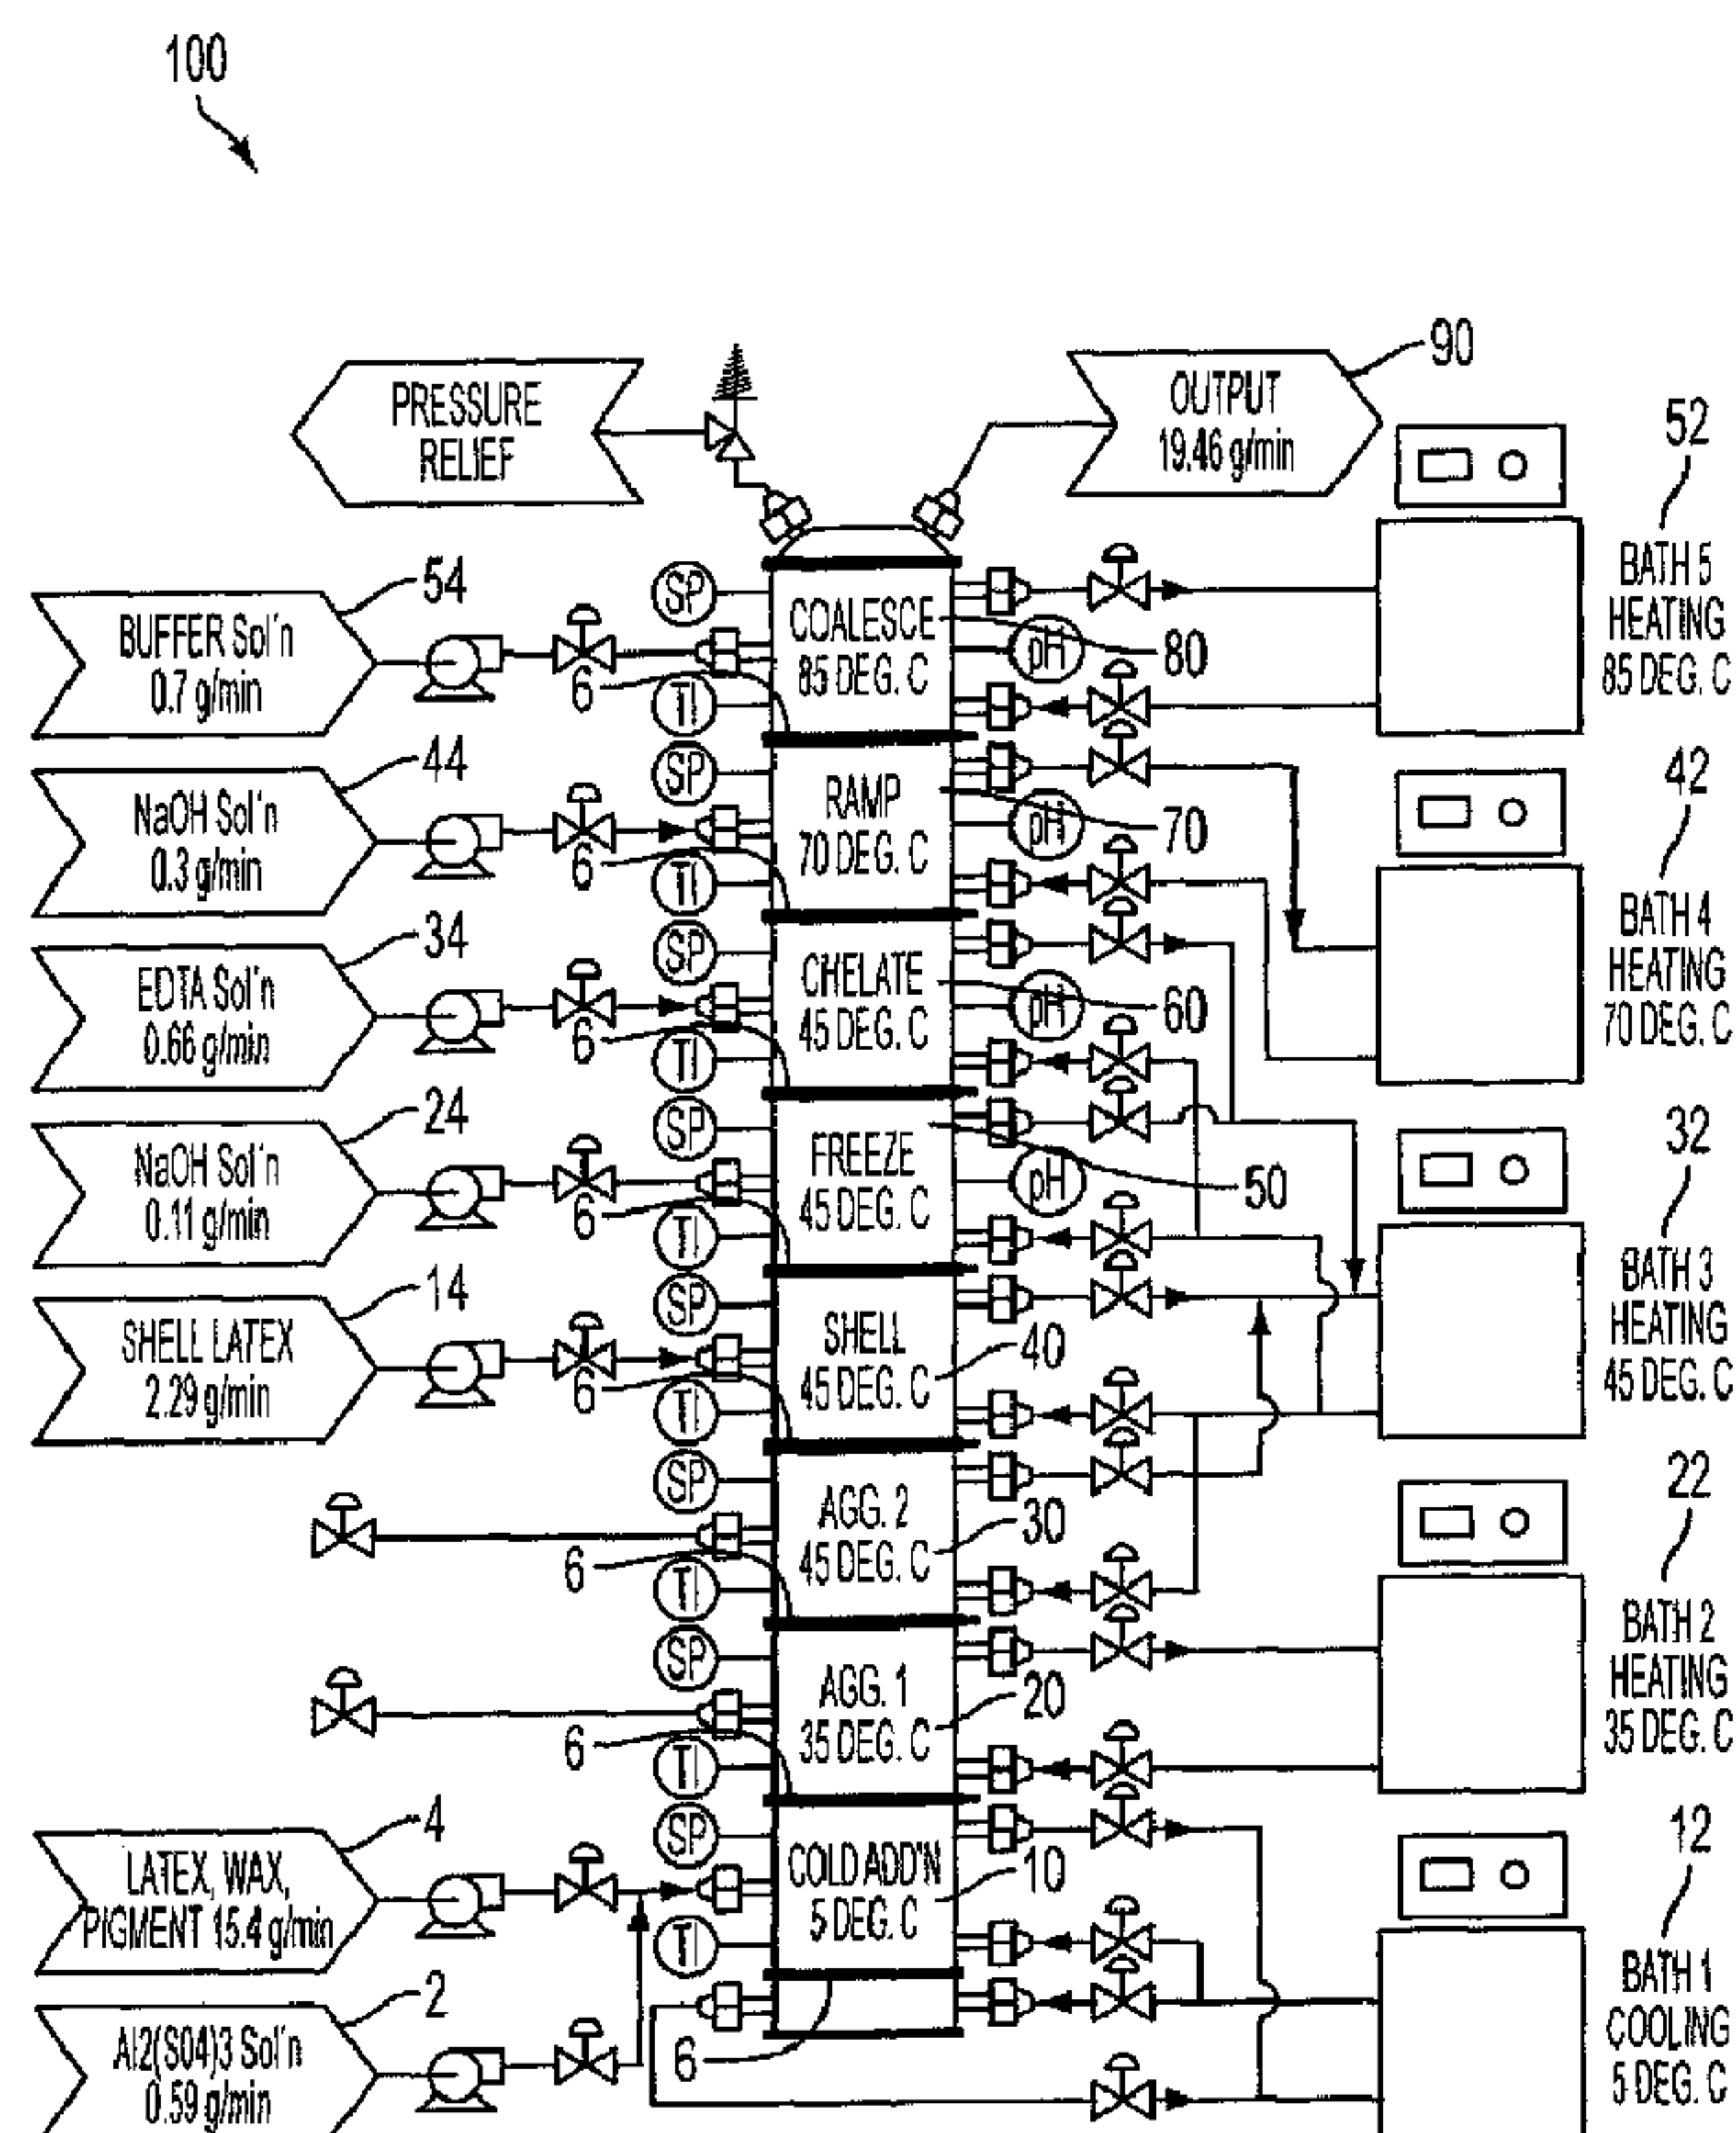 100
PRESSURE
RELIEF
OUTPUT
19.46 g/min
90
52
BATH 5
HEATING
85 DEG. C
54
BUFFER Sol'n
0.7 g/min
6
SP
TI
COALESCE
85 DEG. C
pH
80
44
NaOH Sol'n
0.3 g/min
6
SP
TI
RAMP
70 DEG. C
pH
70
42
BATH 4
HEATING
70 DEG. C
34
EDTA Sol'n
0.66 g/min
6
SP
TI
CHELATE
45 DEG. C
pH
60
24
NaOH Sol'n
0.11 g/min
6
SP
TI
FREEZE
45 DEG. C
pH
50
32
BATH 3
HEATING
45 DEG. C
14
SHELL LATEX
2.29 g/min
6
SP
TI
SHELL
45 DEG. C
40
SP
6
TI
AGG. 2
45 DEG. C
30
22
BATH 2
HEATING
35 DEG. C
SP
6
TI
AGG. 1
35 DEG. C
20
4
LATEX, WAX,
PIGMENT 15.4 g/min
SP
TI
COLD ADD'N
5 DEG. C
10
12
BATH 1
COOLING
5 DEG. C
2
Al2(SO4)3 Sol'n
0.59 g/min
6